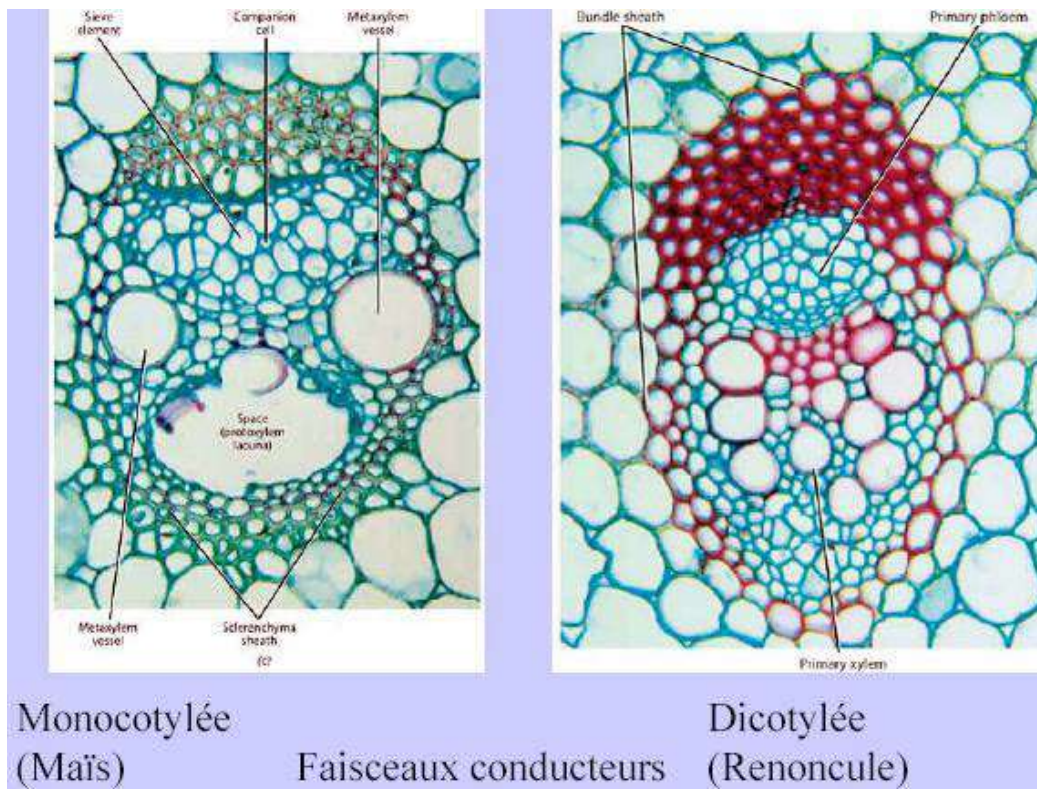 Sieve
element
Companion
cell
Metaxylem
vessel
Space
(protoxylem
lacuna)
Metaxylem
vessel
Sclerenchyma
sheath
(c)
Bundle sheath
Primary phloem
Primary xylem
Monocotylée
(Maïs)
Faisceaux conducteurs
Dicotylée
(Renoncule)